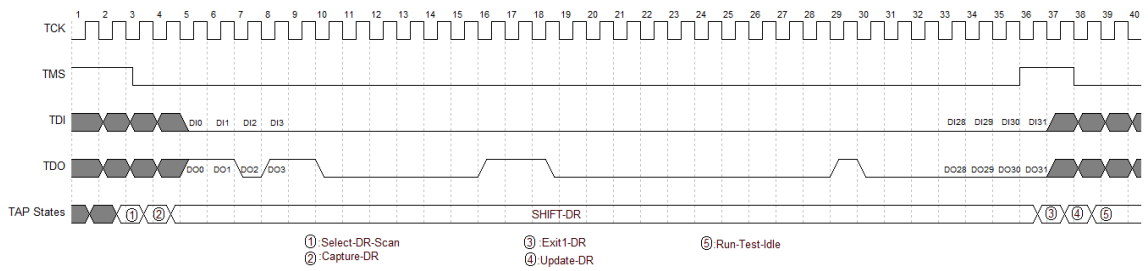 1 2 3 4 5 6 7 8 9 10 11 12 13 14 15 16 17 18 19 20 21 22 23 24 25 26 27 28 29 30 31 32 33 34 35 36 37 38 39 40
TCK
TMS
TDI DI0 DI1 DI2 DI3 DI28 DI29 DI30 DI31
TDO DO0 DO1 DO2 DO3 DO28 DO29 DO30 DO31
TAP States ① ② SHIFT-DR ③ ④ ⑤
①:Select-DR-Scan ③:Exit1-DR ⑤:Run-Test-Idle
②:Capture-DR ④:Update-DR